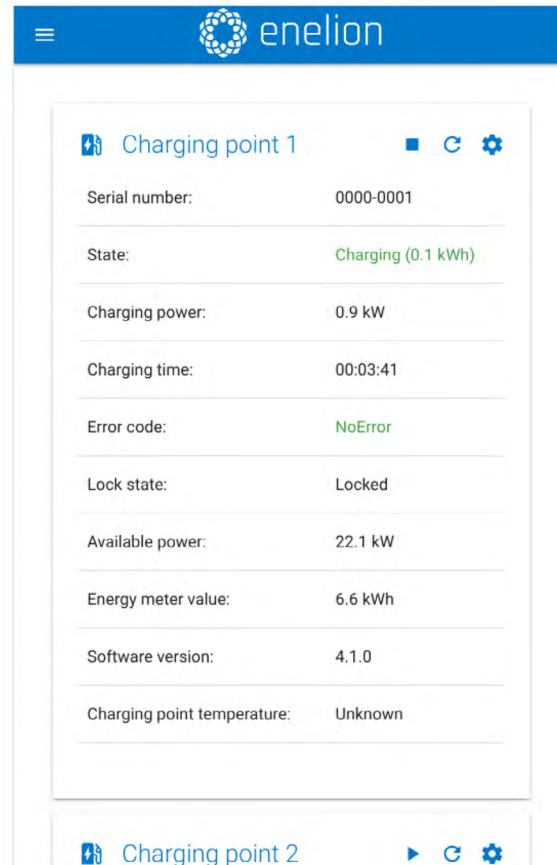 enelion
Charging point 1
Serial number: 0000-0001
State: Charging (0.1 kWh)
Charging power: 0.9 kW
Charging time: 00:03:41
Error code: NoError
Lock state: Locked
Available power: 22.1 kW
Energy meter value: 6.6 kWh
Software version: 4.1.0
Charging point temperature: Unknown
Charging point 2